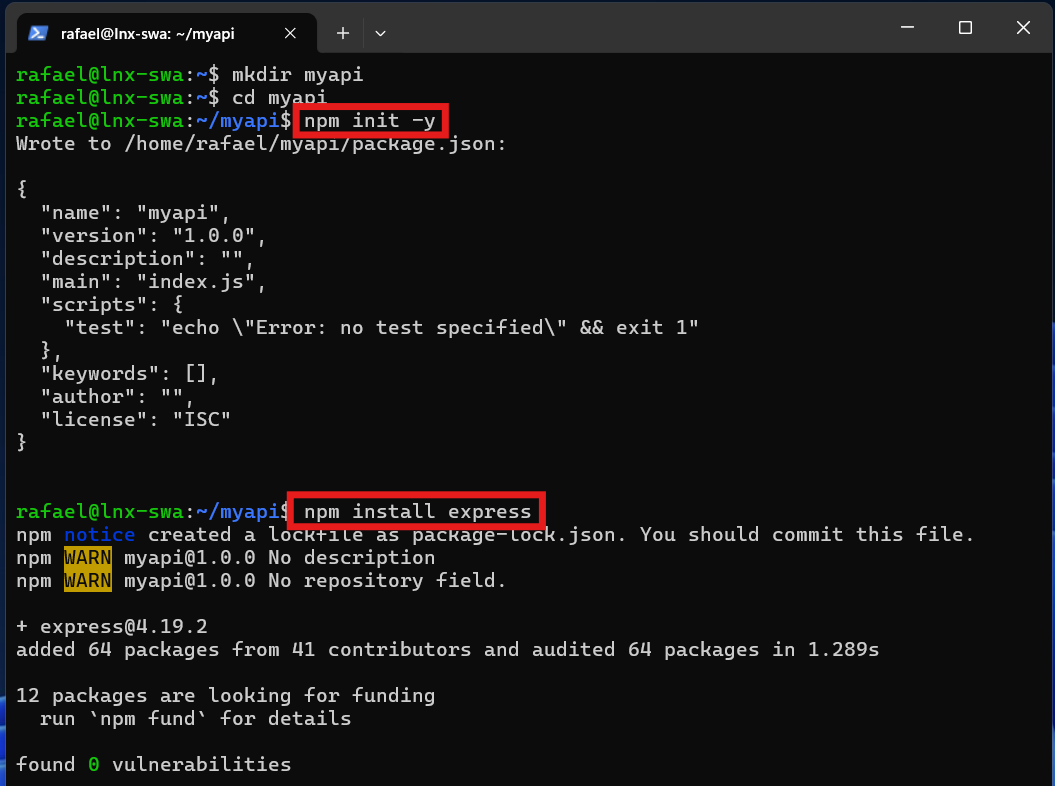 rafael@lnx-swa: ~/myapi
rafael@lnx-swa:~$ mkdir myapi
rafael@lnx-swa:~$ cd myapi
rafael@lnx-swa:~/myapi$ npm init -y
Wrote to /home/rafael/myapi/package.json:
{
  "name": "myapi",
  "version": "1.0.0",
  "description": "",
  "main": "index.js",
  "scripts": {
    "test": "echo \"Error: no test specified\" && exit 1"
  },
  "keywords": [],
  "author": "",
  "license": "ISC"
}
rafael@lnx-swa:~/myapi$ npm install express
npm notice created a lockfile as package-lock.json. You should commit this file.
npm WARN myapi@1.0.0 No description
npm WARN myapi@1.0.0 No repository field.
+ express@4.19.2
added 64 packages from 41 contributors and audited 64 packages in 1.289s
12 packages are looking for funding
  run `npm fund` for details
found 0 vulnerabilities